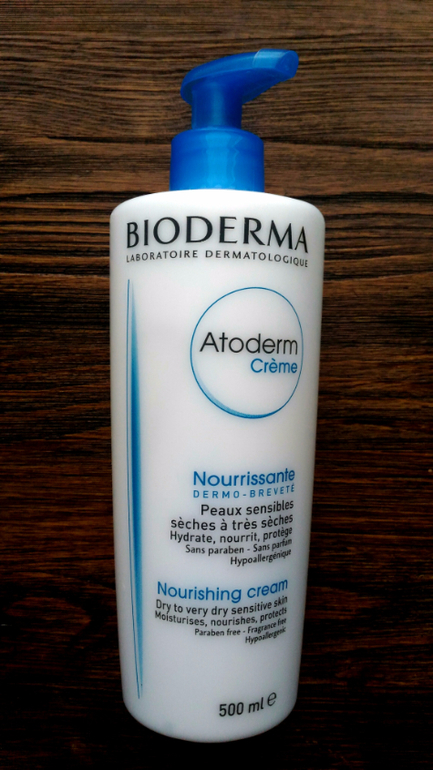 BIODERMA
LABORATOIRE DERMATOLOGIQUE
Atoderm
Crème
Nourrissante
DERMO-BREVETÉ
Peaux sensibles
sèches à très sèches
Hydrate, nourrit, protège
Sans paraben - Sans parfum
Hypoallergénique
Nourishing cream
Dry to very dry sensitive skin
Moisturises, nourishes, protects
Paraben free - Fragrance free
Hypoallergenic
500 ml ℮